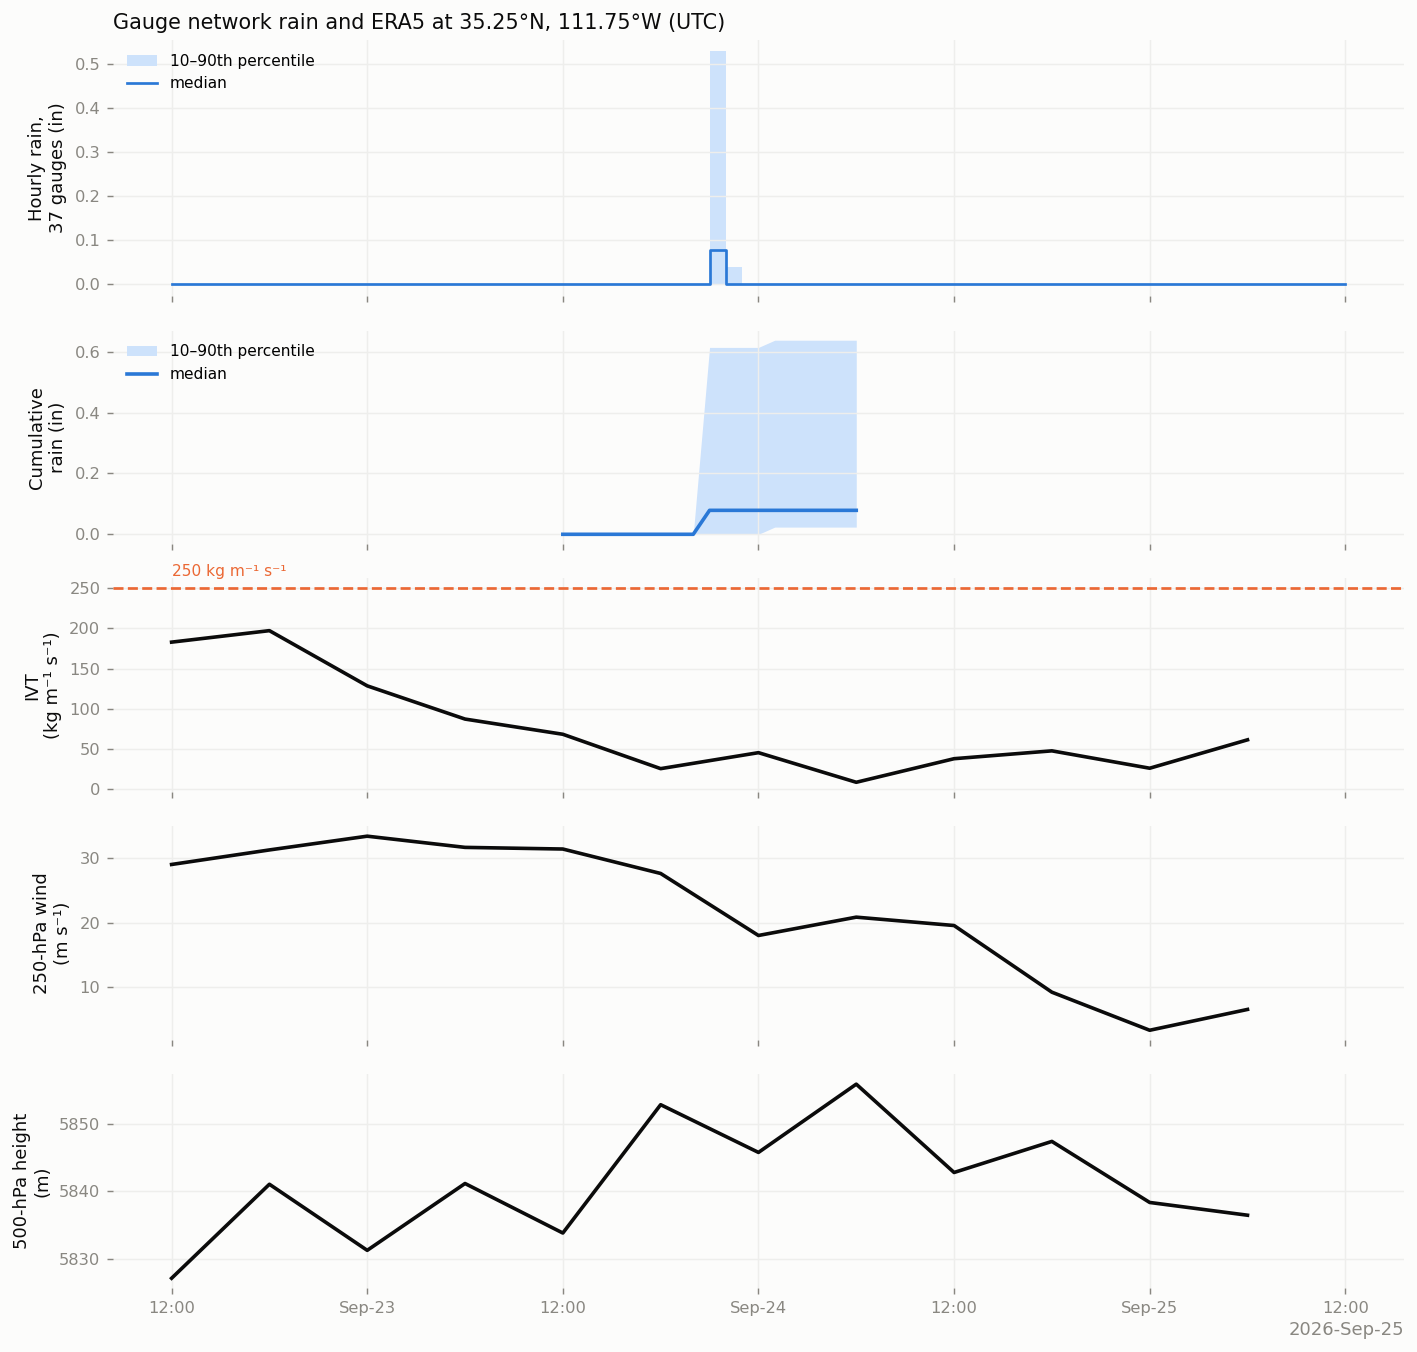 Gauge network rain and ERA5 at 35.25°N, 111.75°W (UTC)
10–90th percentile
median
Hourly rain,
37 gauges (in)
0.5
0.4
0.3
0.2
0.1
0.0
10–90th percentile
median
Cumulative
rain (in)
0.6
0.4
0.2
0.0
250 kg m⁻¹ s⁻¹
IVT
(kg m⁻¹ s⁻¹)
250
200
150
100
50
0
250-hPa wind
(m s⁻¹)
30
20
10
500-hPa height
(m)
5850
5840
5830
12:00 Sep-23 12:00 Sep-24 12:00 Sep-25 12:00
2026-Sep-25